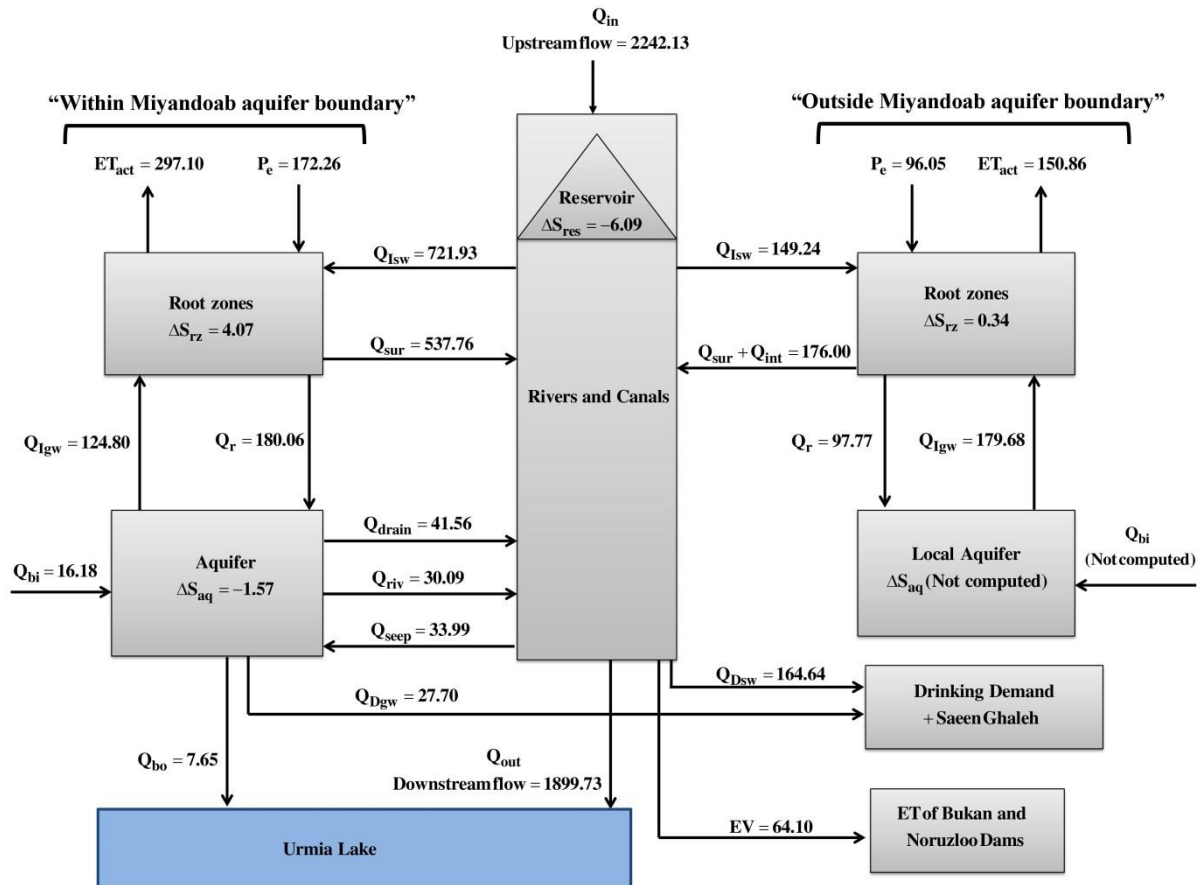 Q_in
Upstream flow = 2242.13
“Within Miyandoab aquifer boundary”
“Outside Miyandoab aquifer boundary”
ET_act = 297.10
P_e = 172.26
P_e = 96.05
ET_act = 150.86
Reservoir
ΔS_res = −6.09
Q_Isw = 721.93
Q_Isw = 149.24
Root zones
ΔS_rz = 4.07
Root zones
ΔS_rz = 0.34
Q_sur = 537.76
Q_sur + Q_int = 176.00
Rivers and Canals
Q_Igw = 124.80
Q_r = 180.06
Q_r = 97.77
Q_Igw = 179.68
Q_drain = 41.56
Q_bi = 16.18
Aquifer
ΔS_aq = −1.57
Q_riv = 30.09
Q_seep = 33.99
Local Aquifer
ΔS_aq (Not computed)
Q_bi
(Not computed)
Q_Dsw = 164.64
Q_Dgw = 27.70
Drinking Demand
+ Saeen Ghaleh
Q_bo = 7.65
Q_out
Downstream flow = 1899.73
EV = 64.10
ET of Bukan and
Noruzloo Dams
Urmia Lake